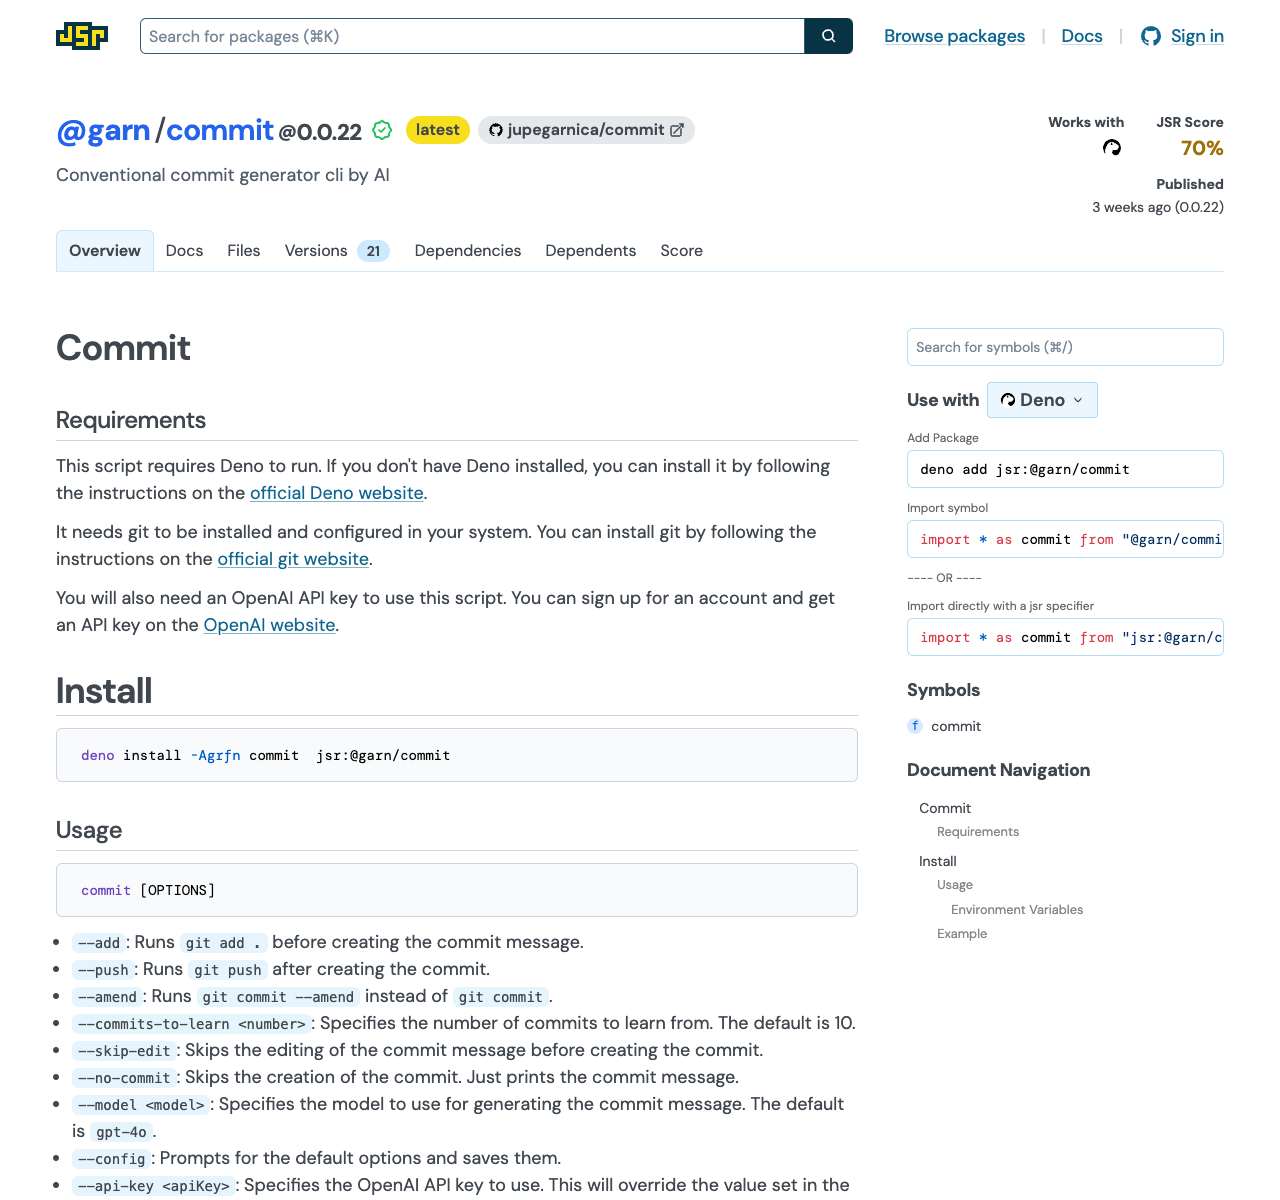 JSR
Search for packages (⌘K)
Browse packages | Docs | Sign in
@garn/commit@0.0.22 latest jupegarnica/commit
Conventional commit generator cli by AI
Works with
JSR Score
70%
Published
3 weeks ago (0.0.22)
Overview Docs Files Versions 21 Dependencies Dependents Score
Commit
Requirements
This script requires Deno to run. If you don't have Deno installed, you can install it by following
the instructions on the official Deno website.
It needs git to be installed and configured in your system. You can install git by following the
instructions on the official git website.
You will also need an OpenAI API key to use this script. You can sign up for an account and get
an API key on the OpenAI website.
Install
deno install -Agrfn commit  jsr:@garn/commit
Usage
commit [OPTIONS]
--add: Runs git add . before creating the commit message.
--push: Runs git push after creating the commit.
--amend: Runs git commit --amend instead of git commit.
--commits-to-learn <number>: Specifies the number of commits to learn from. The default is 10.
--skip-edit: Skips the editing of the commit message before creating the commit.
--no-commit: Skips the creation of the commit. Just prints the commit message.
--model <model>: Specifies the model to use for generating the commit message. The default
is gpt-4o.
--config: Prompts for the default options and saves them.
--api-key <apiKey>: Specifies the OpenAI API key to use. This will override the value set in the
Search for symbols (⌘/)
Use with Deno
Add Package
deno add jsr:@garn/commit
Import symbol
import * as commit from "@garn/commi
---- OR ----
Import directly with a jsr specifier
import * as commit from "jsr:@garn/c
Symbols
f commit
Document Navigation
Commit
Requirements
Install
Usage
Environment Variables
Example